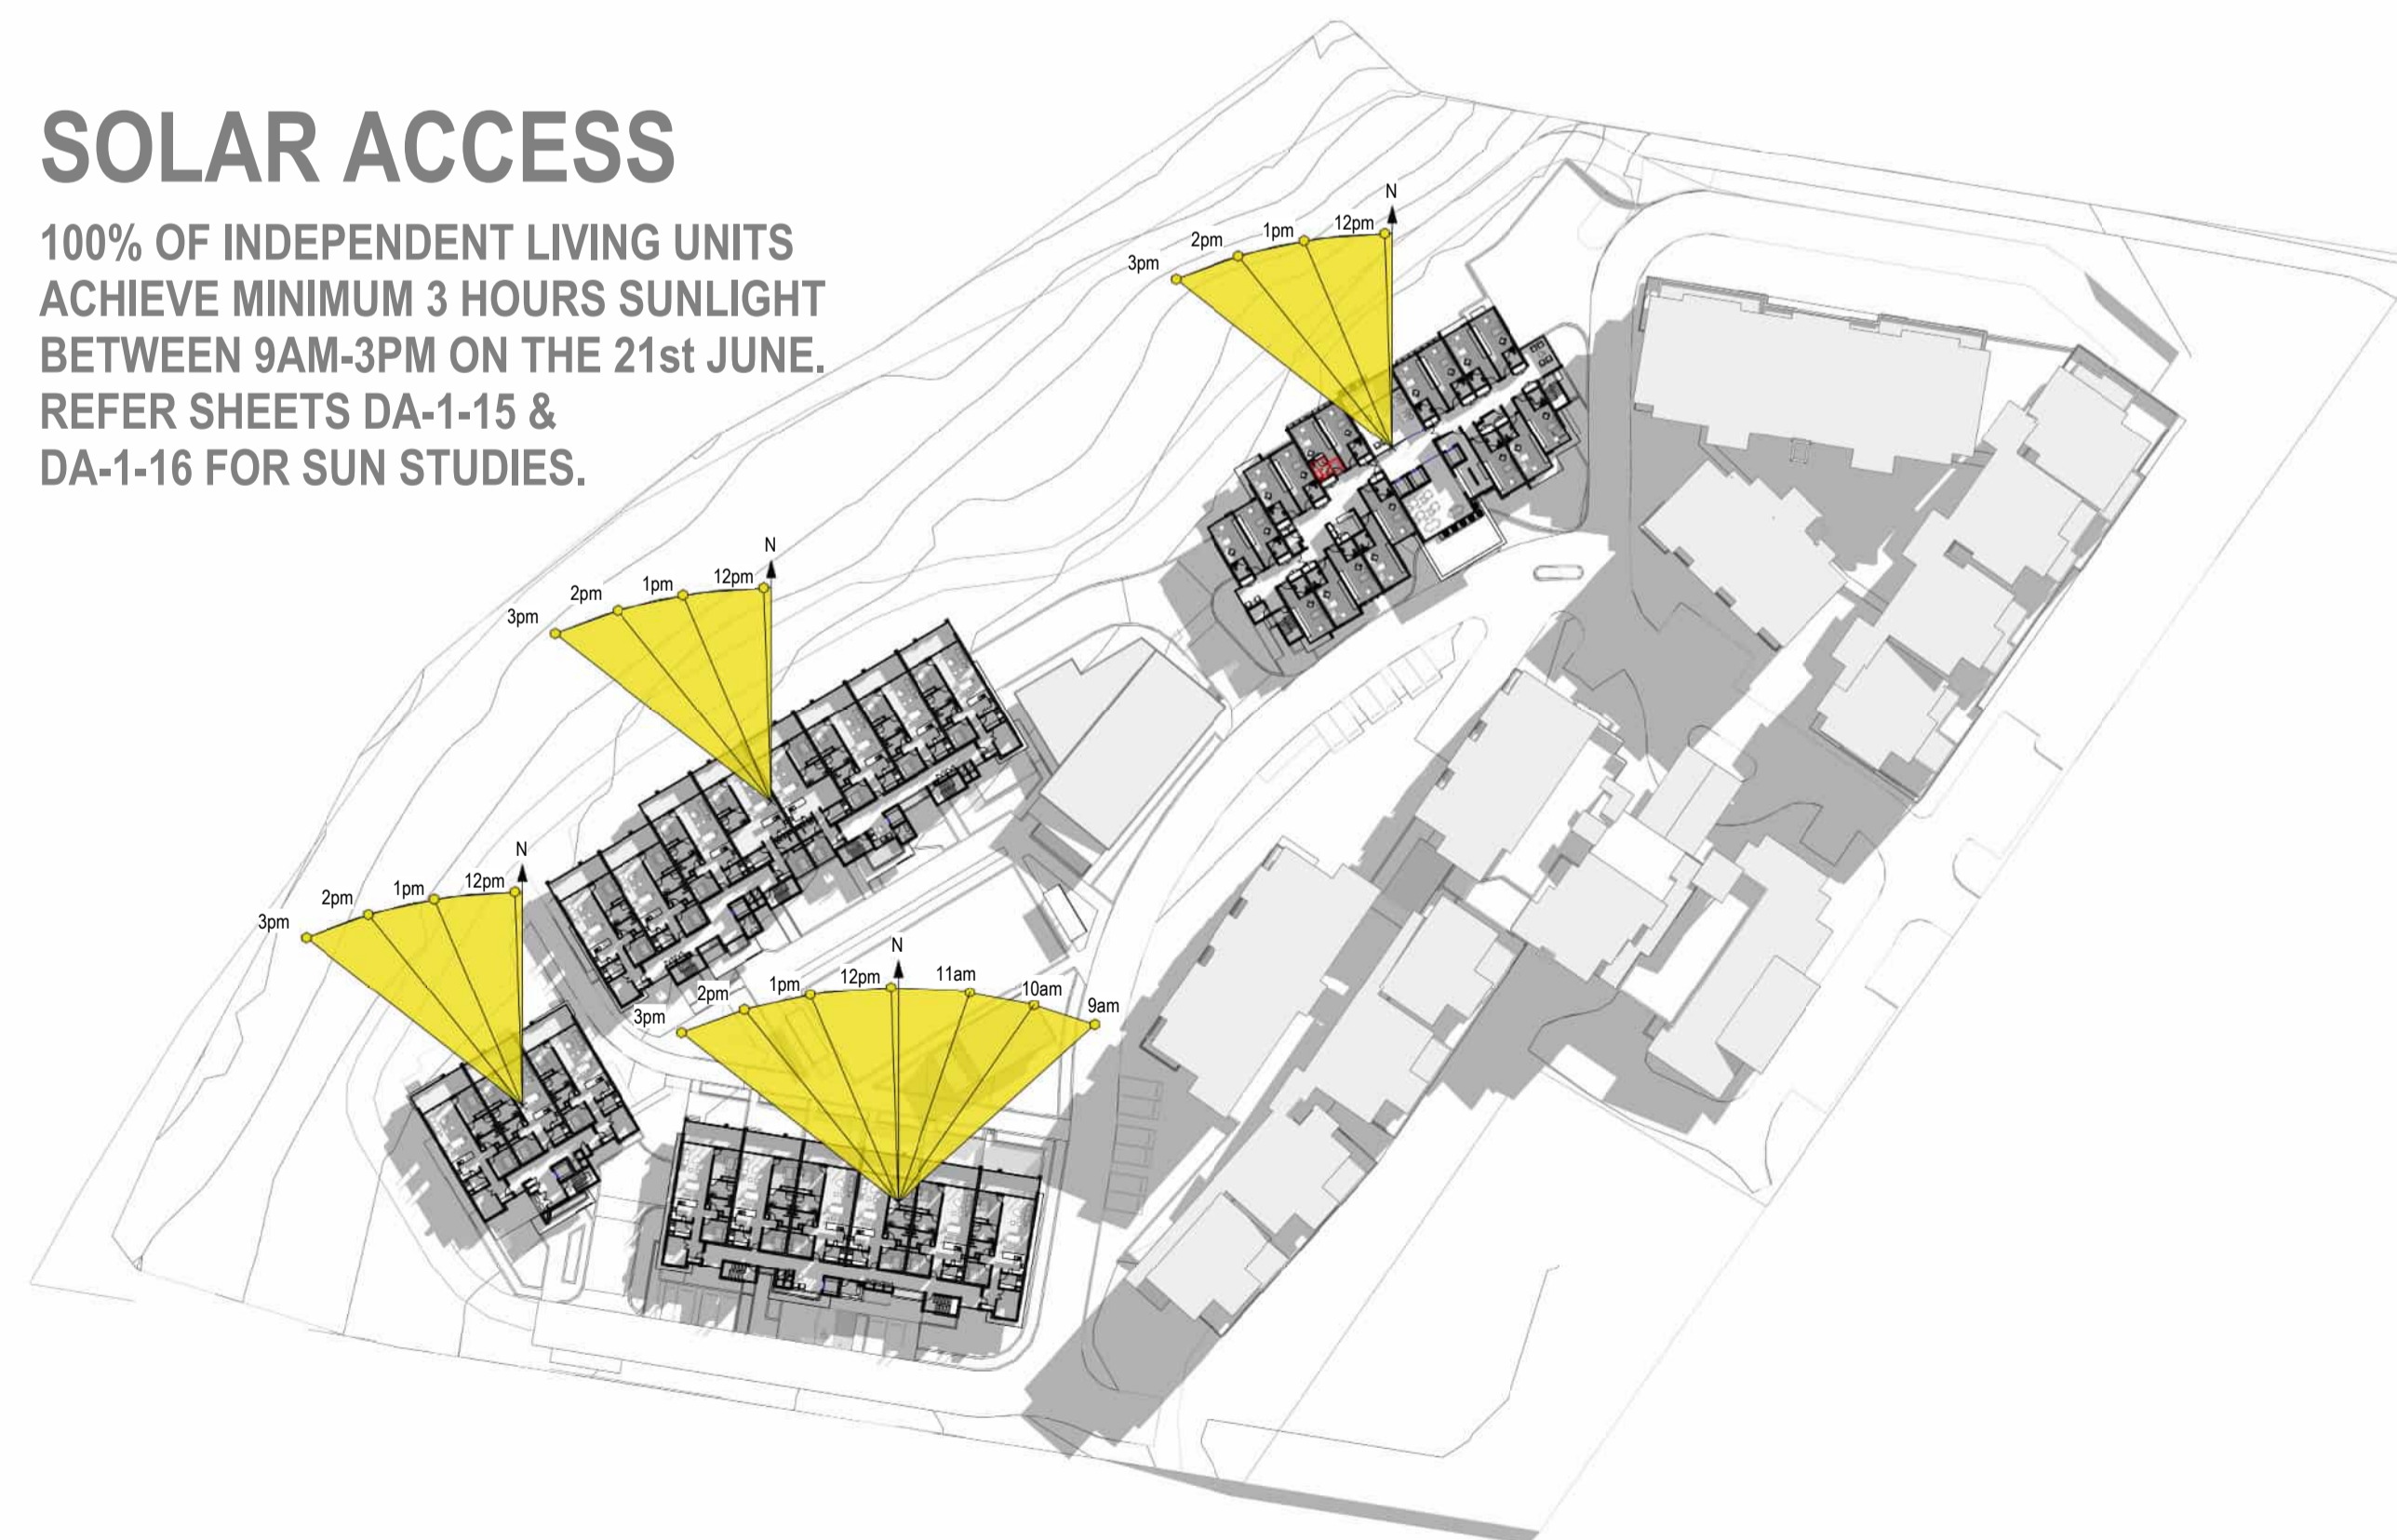 SOLAR ACCESS
100% OF INDEPENDENT LIVING UNITS
ACHIEVE MINIMUM 3 HOURS SUNLIGHT
BETWEEN 9AM-3PM ON THE 21st JUNE.
REFER SHEETS DA-1-15 &
DA-1-16 FOR SUN STUDIES.
N
12pm
1pm
2pm
3pm
N
12pm
1pm
2pm
3pm
N
12pm
1pm
2pm
3pm
N
3pm
2pm
1pm
12pm
11am
10am
9am